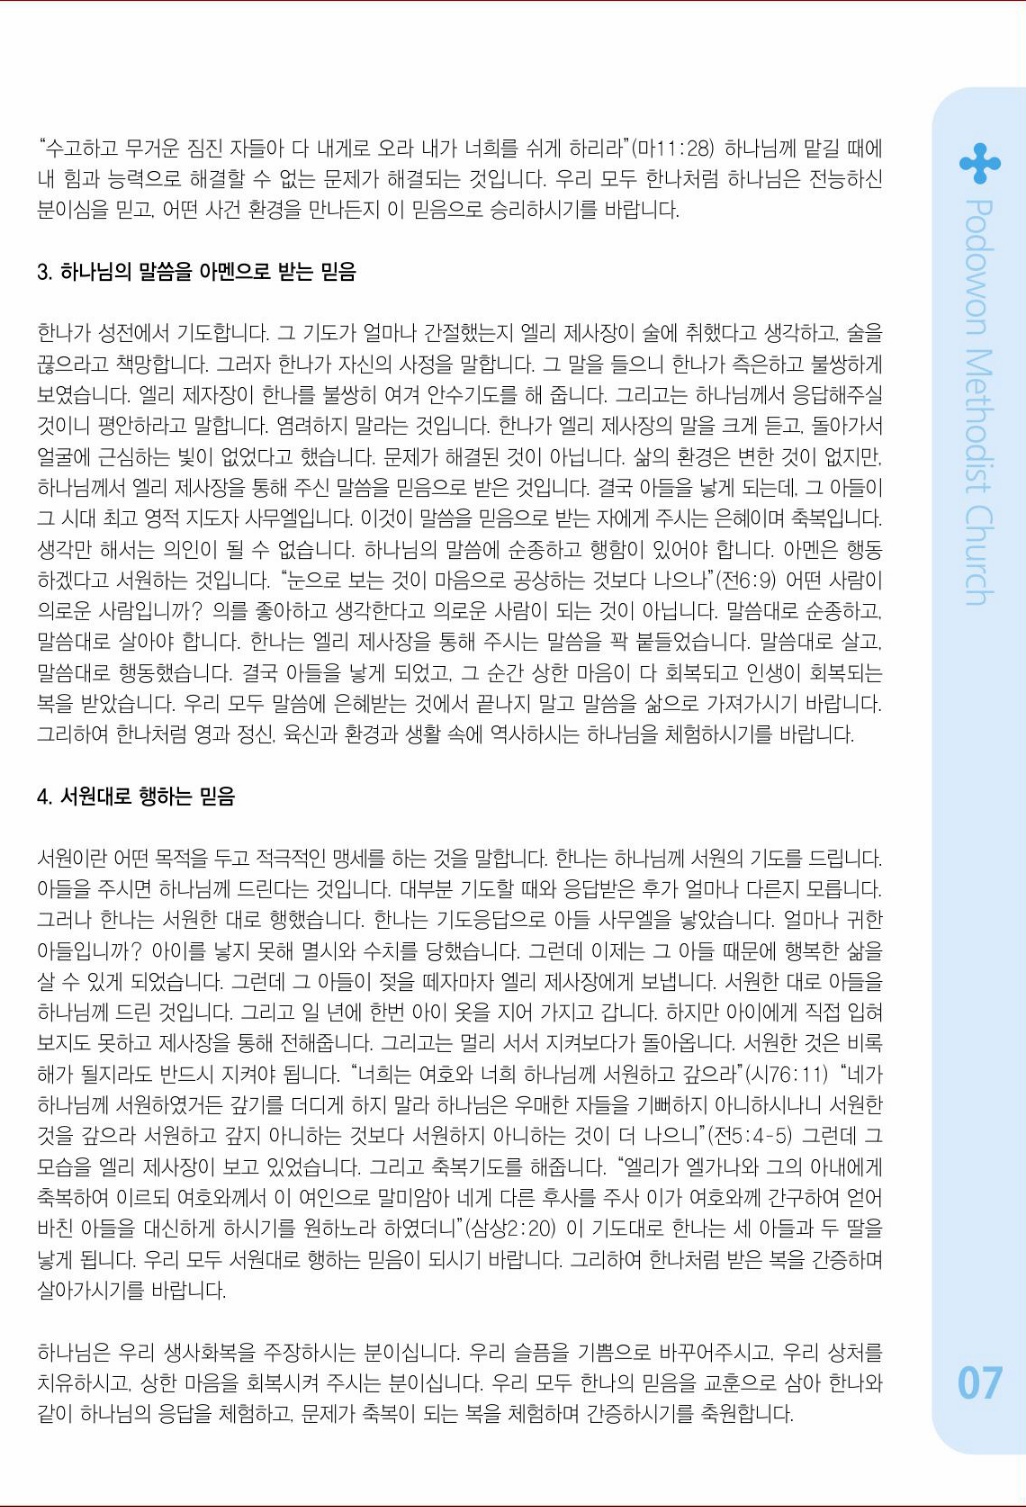 “수고하고 무거운 짐진 자들아 다 내게로 오라 내가 너희를 쉬게 하리라”(마11:28) 하나님께 맡길 때에
내 힘과 능력으로 해결할 수 없는 문제가 해결되는 것입니다. 우리 모두 한나처럼 하나님은 전능하신
분이심을 믿고, 어떤 사건 환경을 만나든지 이 믿음으로 승리하시기를 바랍니다.
3. 하나님의 말씀을 아멘으로 받는 믿음
한나가 성전에서 기도합니다. 그 기도가 얼마나 간절했는지 엘리 제사장이 술에 취했다고 생각하고, 술을
끊으라고 책망합니다. 그러자 한나가 자신의 사정을 말합니다. 그 말을 들으니 한나가 측은하고 불쌍하게
보였습니다. 엘리 제자장이 한나를 불쌍히 여겨 안수기도를 해 줍니다. 그리고는 하나님께서 응답해주실
것이니 평안하라고 말합니다. 염려하지 말라는 것입니다. 한나가 엘리 제사장의 말을 크게 듣고, 돌아가서
얼굴에 근심하는 빛이 없었다고 했습니다. 문제가 해결된 것이 아닙니다. 삶의 환경은 변한 것이 없지만,
하나님께서 엘리 제사장을 통해 주신 말씀을 믿음으로 받은 것입니다. 결국 아들을 낳게 되는데, 그 아들이
그 시대 최고 영적 지도자 사무엘입니다. 이것이 말씀을 믿음으로 받는 자에게 주시는 은혜이며 축복입니다.
생각만 해서는 의인이 될 수 없습니다. 하나님의 말씀에 순종하고 행함이 있어야 합니다. 아멘은 행동
하겠다고 서원하는 것입니다. “눈으로 보는 것이 마음으로 공상하는 것보다 나으나”(전6:9) 어떤 사람이
의로운 사람입니까? 의를 좋아하고 생각한다고 의로운 사람이 되는 것이 아닙니다. 말씀대로 순종하고,
말씀대로 살아야 합니다. 한나는 엘리 제사장을 통해 주시는 말씀을 꽉 붙들었습니다. 말씀대로 살고,
말씀대로 행동했습니다. 결국 아들을 낳게 되었고, 그 순간 상한 마음이 다 회복되고 인생이 회복되는
복을 받았습니다. 우리 모두 말씀에 은혜받는 것에서 끝나지 말고 말씀을 삶으로 가져가시기 바랍니다.
그리하여 한나처럼 영과 정신, 육신과 환경과 생활 속에 역사하시는 하나님을 체험하시기를 바랍니다.
4. 서원대로 행하는 믿음
서원이란 어떤 목적을 두고 적극적인 맹세를 하는 것을 말합니다. 한나는 하나님께 서원의 기도를 드립니다.
아들을 주시면 하나님께 드린다는 것입니다. 대부분 기도할 때와 응답받은 후가 얼마나 다른지 모릅니다.
그러나 한나는 서원한 대로 행했습니다. 한나는 기도응답으로 아들 사무엘을 낳았습니다. 얼마나 귀한
아들입니까? 아이를 낳지 못해 멸시와 수치를 당했습니다. 그런데 이제는 그 아들 때문에 행복한 삶을
살 수 있게 되었습니다. 그런데 그 아들이 젖을 떼자마자 엘리 제사장에게 보냅니다. 서원한 대로 아들을
하나님께 드린 것입니다. 그리고 일 년에 한번 아이 옷을 지어 가지고 갑니다. 하지만 아이에게 직접 입혀
보지도 못하고 제사장을 통해 전해줍니다. 그리고는 멀리 서서 지켜보다가 돌아옵니다. 서원한 것은 비록
해가 될지라도 반드시 지켜야 됩니다. “너희는 여호와 너희 하나님께 서원하고 갚으라”(시76:11) “네가
하나님께 서원하였거든 갚기를 더디게 하지 말라 하나님은 우매한 자들을 기뻐하지 아니하시나니 서원한
것을 갚으라 서원하고 갚지 아니하는 것보다 서원하지 아니하는 것이 더 나으니”(전5:4-5) 그런데 그
모습을 엘리 제사장이 보고 있었습니다. 그리고 축복기도를 해줍니다. “엘리가 엘가나와 그의 아내에게
축복하여 이르되 여호와께서 이 여인으로 말미암아 네게 다른 후사를 주사 이가 여호와께 간구하여 얻어
바친 아들을 대신하게 하시기를 원하노라 하였더니”(삼상2:20) 이 기도대로 한나는 세 아들과 두 딸을
낳게 됩니다. 우리 모두 서원대로 행하는 믿음이 되시기 바랍니다. 그리하여 한나처럼 받은 복을 간증하며
살아가시기를 바랍니다.
하나님은 우리 생사화복을 주장하시는 분이십니다. 우리 슬픔을 기쁨으로 바꾸어주시고, 우리 상처를
치유하시고, 상한 마음을 회복시켜 주시는 분이십니다. 우리 모두 한나의 믿음을 교훈으로 삼아 한나와
같이 하나님의 응답을 체험하고, 문제가 축복이 되는 복을 체험하며 간증하시기를 축원합니다.
Podowon Methodist Church
07